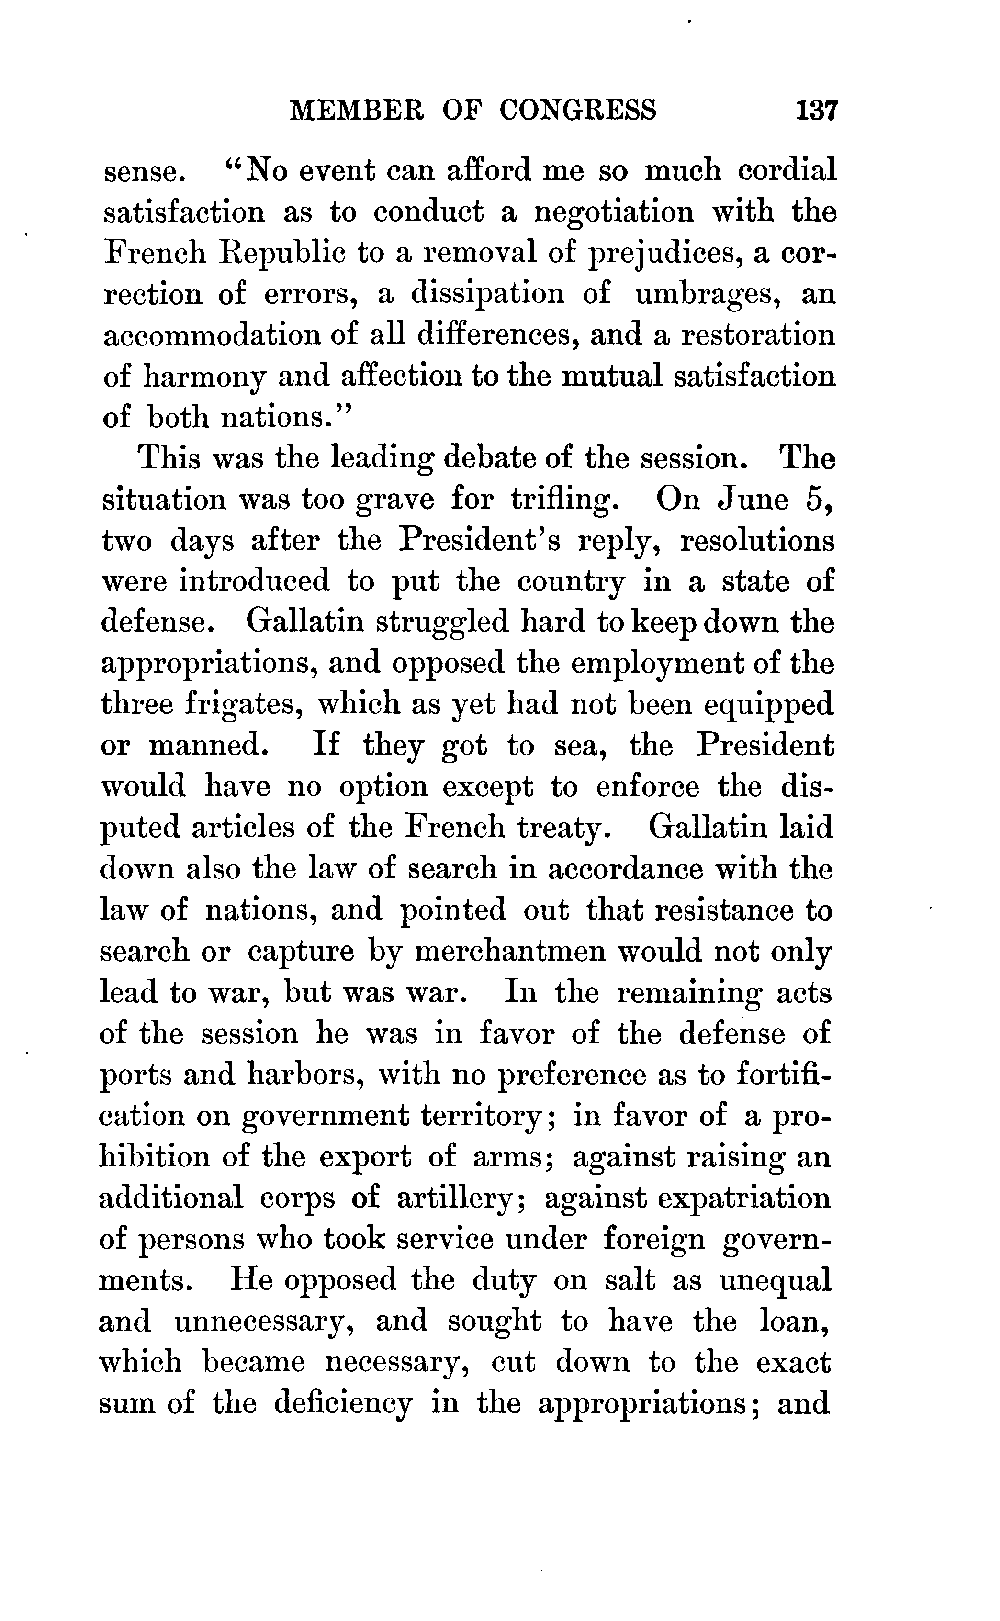 MEMBER OF CONGRESS 137
sense. "No event can afford me so much cordial
satisfaction as to conduct a negotiation with the
French Republic to a removal of prejudices, a cor-
rection of errors, a dissipation of umbrages, an
accommodation of all differences, and a restoration
of harmony and affection to the mutual satisfaction
of both nations."
This was the leading debate of the session. The
situation was too grave for trifling. On June 5,
two days after the President's reply, resolutions
were introduced to put the country in a state of
defense. Gallatin struggled hard to keep down the
appropriations, and opposed the employment of the
three frigates, which as yet had not been equipped
or manned. If they got to sea, the President
would have no option except to enforce the dis-
puted articles of the French treaty. Gallatin laid
down also the law of search in accordance with the
law of nations, and pointed out that resistance to
search or capture by merchantmen would not only
lead to war, but was war. In the remaining acts
of the session he was in favor of the defense of
ports and harbors, with no preference as to fortifi-
cation on government territory; in favor of a pro-
hibition of the export of arms; against raising an
additional corps of artillery; against expatriation
of persons who took service under foreign govern-
ments. He opposed the duty on salt as unequal
and unnecessary, and sought to have the loan,
which became necessary, cut down to the exact
sum of the deficiency in the appropriations; and